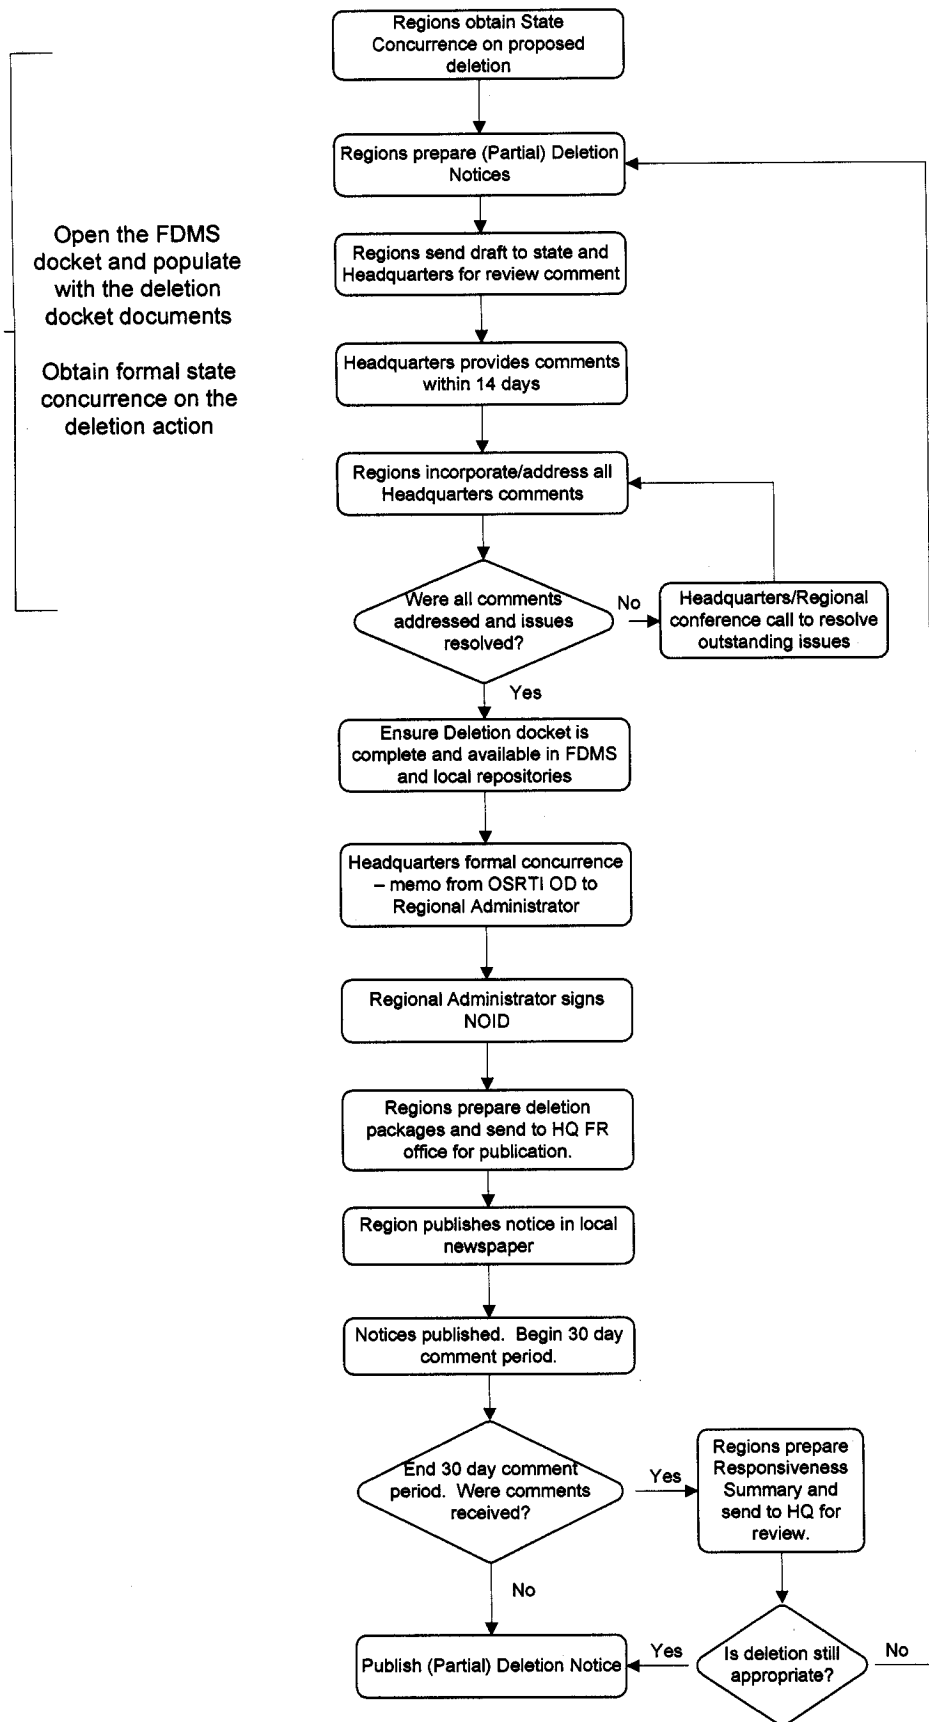 Regions obtain State
Concurrence on proposed
deletion
Regions prepare (Partial) Deletion
Notices
Open the FDMS
docket and populate
with the deletion
docket documents
Obtain formal state
concurrence on the
deletion action
Regions send draft to state and
Headquarters for review comment
Headquarters provides comments
within 14 days
Regions incorporate/address all
Headquarters comments
Were all comments
addressed and issues
resolved?
No
Headquarters/Regional
conference call to resolve
outstanding issues
Yes
Ensure Deletion docket is
complete and available in FDMS
and local repositories
Headquarters formal concurrence
– memo from OSRTI OD to
Regional Administrator
Regional Administrator signs
NOID
Regions prepare deletion
packages and send to HQ FR
office for publication.
Region publishes notice in local
newspaper
Notices published. Begin 30 day
comment period.
End 30 day comment
period. Were comments
received?
Yes
Regions prepare
Responsiveness
Summary and
send to HQ for
review.
No
Publish (Partial) Deletion Notice
Yes
Is deletion still
appropriate?
No